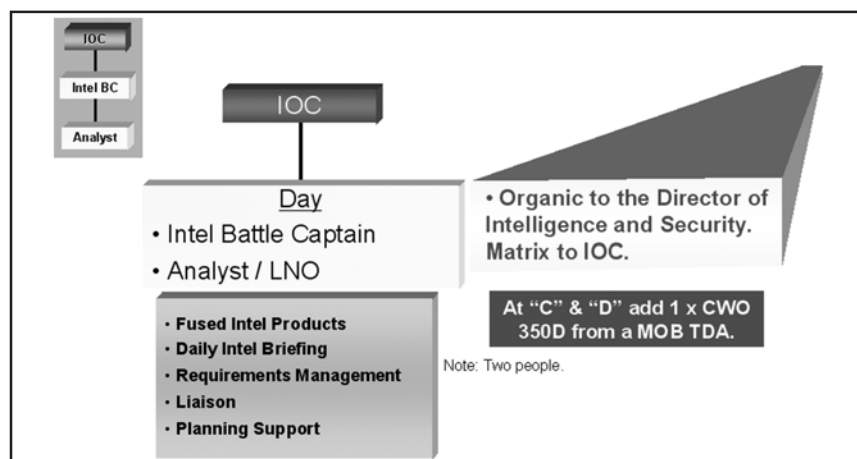 IOC
Intel BC
Analyst
IOC
Day
• Intel Battle Captain
• Analyst / LNO
• Organic to the Director of
Intelligence and Security.
Matrix to IOC.
• Fused Intel Products
• Daily Intel Briefing
• Requirements Management
• Liaison
• Planning Support
At “C” & “D” add 1 x CWO
350D from a MOB TDA.
Note: Two people.